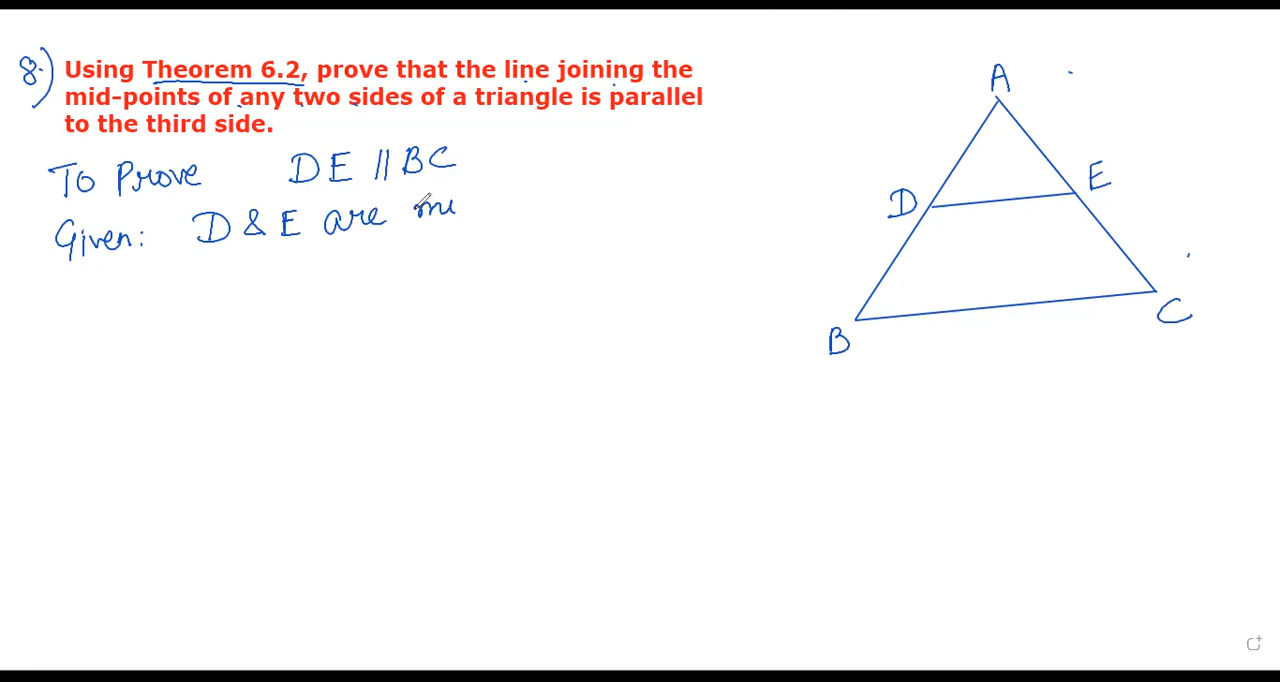 8.) Using Theorem 6.2, prove that the line joining the
mid-points of any two sides of a triangle is parallel
to the third side.
To Prove DE || BC
Given: D & E are
A
D
E
B
C